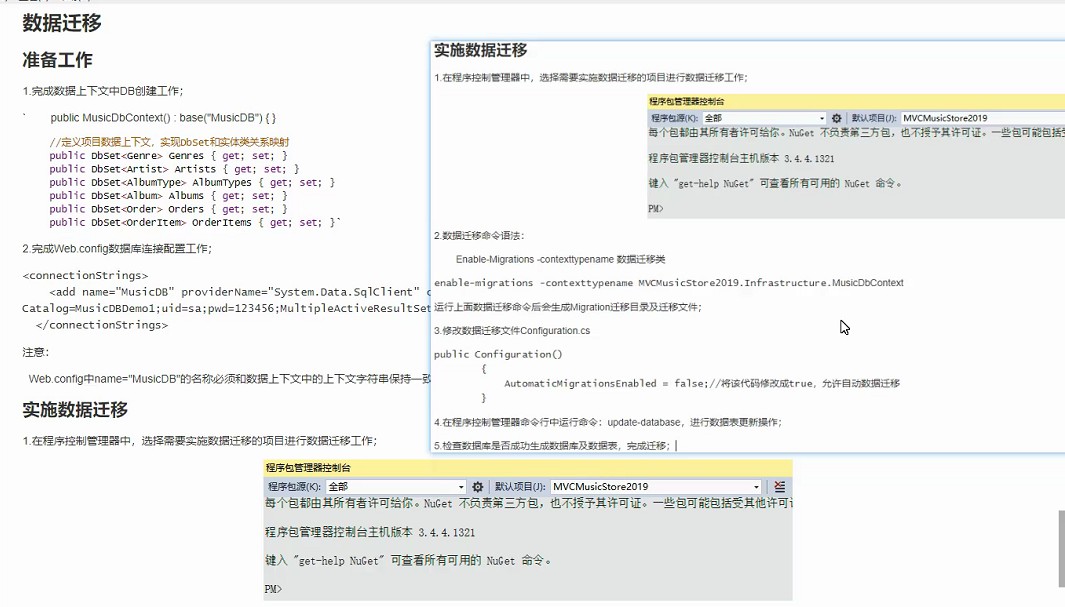 数据迁移
准备工作
1.完成数据上下文中DB创建工作；
`    public MusicDbContext() : base("MusicDB") { }
//定义项目数据上下文，实现DbSet和实体类关系映射
public DbSet<Genre> Genres { get; set; }
public DbSet<Artist> Artists { get; set; }
public DbSet<AlbumType> AlbumTypes { get; set; }
public DbSet<Album> Albums { get; set; }
public DbSet<Order> Orders { get; set; }
public DbSet<OrderItem> OrderItems { get; set; }`
2.完成Web.config数据库连接配置工作；
<connectionStrings>
<add name="MusicDB" providerName="System.Data.SqlClient"
Catalog=MusicDBDemo1;uid=sa;pwd=123456;MultipleActiveResultSet
</connectionStrings>
注意：
Web.config中name="MusicDB"的名称必须和数据上下文中的上下文字符串保持一致
实施数据迁移
1.在程序控制管理器中，选择需要实施数据迁移的项目进行数据迁移工作；
程序包管理器控制台
程序包源(K): 全部 默认项目(J): MVCMusicStore2019
每个包都由其所有者许可给你。NuGet 不负责第三方包，也不授予其许可证。一些包可能包括受其他许可
程序包管理器控制台主机版本 3.4.4.1321
键入 "get-help NuGet" 可查看所有可用的 NuGet 命令。
PM>
实施数据迁移
1.在程序控制管理器中，选择需要实施数据迁移的项目进行数据迁移工作；
程序包管理器控制台
程序包源(K): 全部 默认项目(J): MVCMusicStore2019
每个包都由其所有者许可给你。NuGet 不负责第三方包，也不授予其许可证。一些包可能包括受
程序包管理器控制台主机版本 3.4.4.1321
键入 "get-help NuGet" 可查看所有可用的 NuGet 命令。
PM>
2.数据迁移命令语法：
Enable-Migrations -contexttypename 数据迁移类
enable-migrations -contexttypename MVCMusicStore2019.Infrastructure.MusicDbContext
运行上面数据迁移命令后会生成Migration迁移目录及迁移文件；
3.修改数据迁移文件Configuration.cs
public Configuration()
{
AutomaticMigrationsEnabled = false;//将该代码修改成true，允许自动数据迁移
}
4.在程序控制管理器命令行中运行命令：update-database，进行数据表更新操作；
5.检查数据库是否成功生成数据库及数据表，完成迁移；